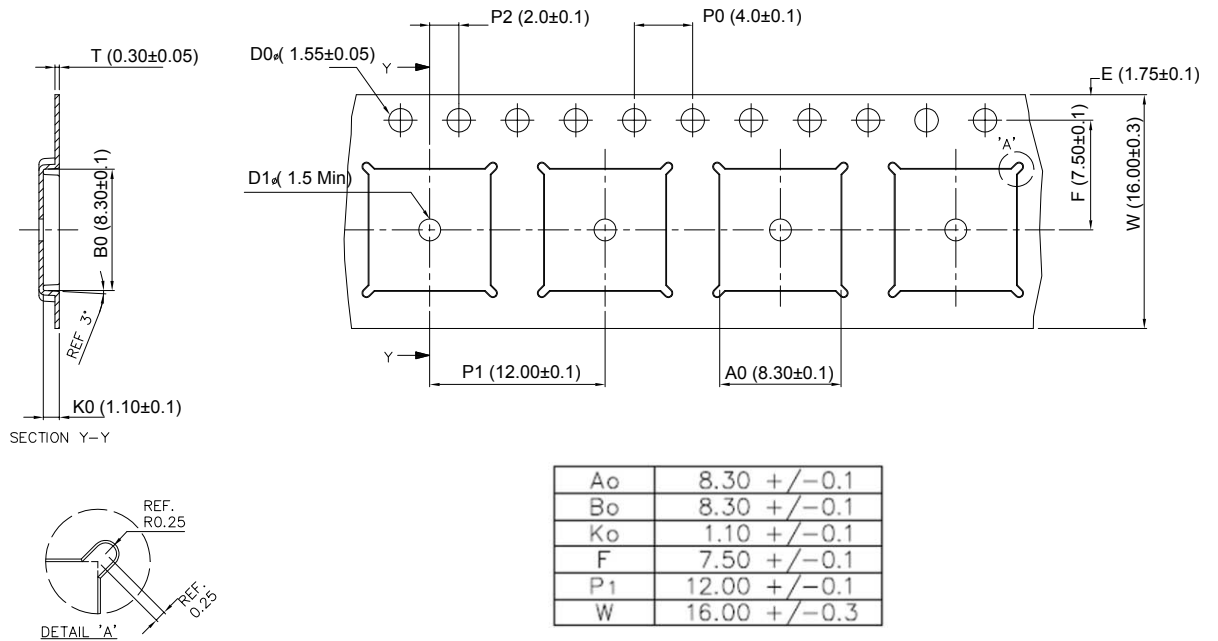 P2 (2.0±0.1)
P0 (4.0±0.1)
T (0.30±0.05)
D0ø( 1.55±0.05)
Y
E (1.75±0.1)
'A'
F (7.50±0.1)
W (16.00±0.3)
B0 (8.30±0.1)
D1ø( 1.5 Min)
REF 3°
Y
P1 (12.00±0.1)
A0 (8.30±0.1)
K0 (1.10±0.1)
SECTION Y-Y
REF.
R0.25
REF.
0.25
DETAIL 'A'
Ao 8.30 +/-0.1
Bo 8.30 +/-0.1
Ko 1.10 +/-0.1
F 7.50 +/-0.1
P1 12.00 +/-0.1
W 16.00 +/-0.3